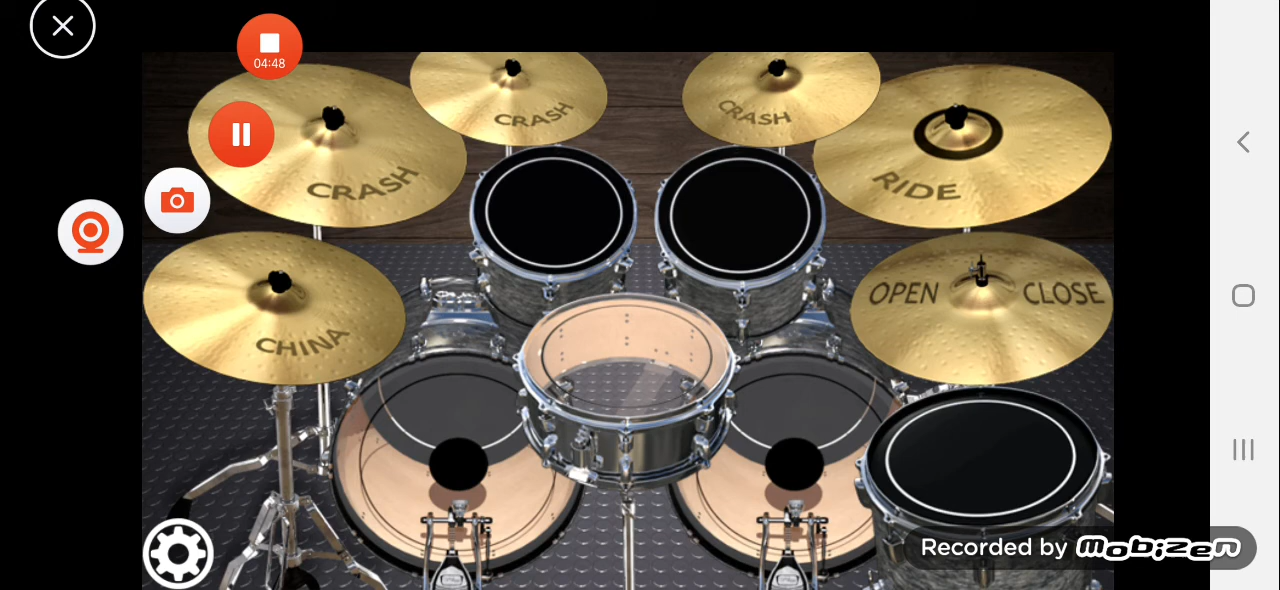 04:48
CRASH
CRASH
CRASH
RIDE
CHINA
OPEN CLOSE
Recorded by mobizen